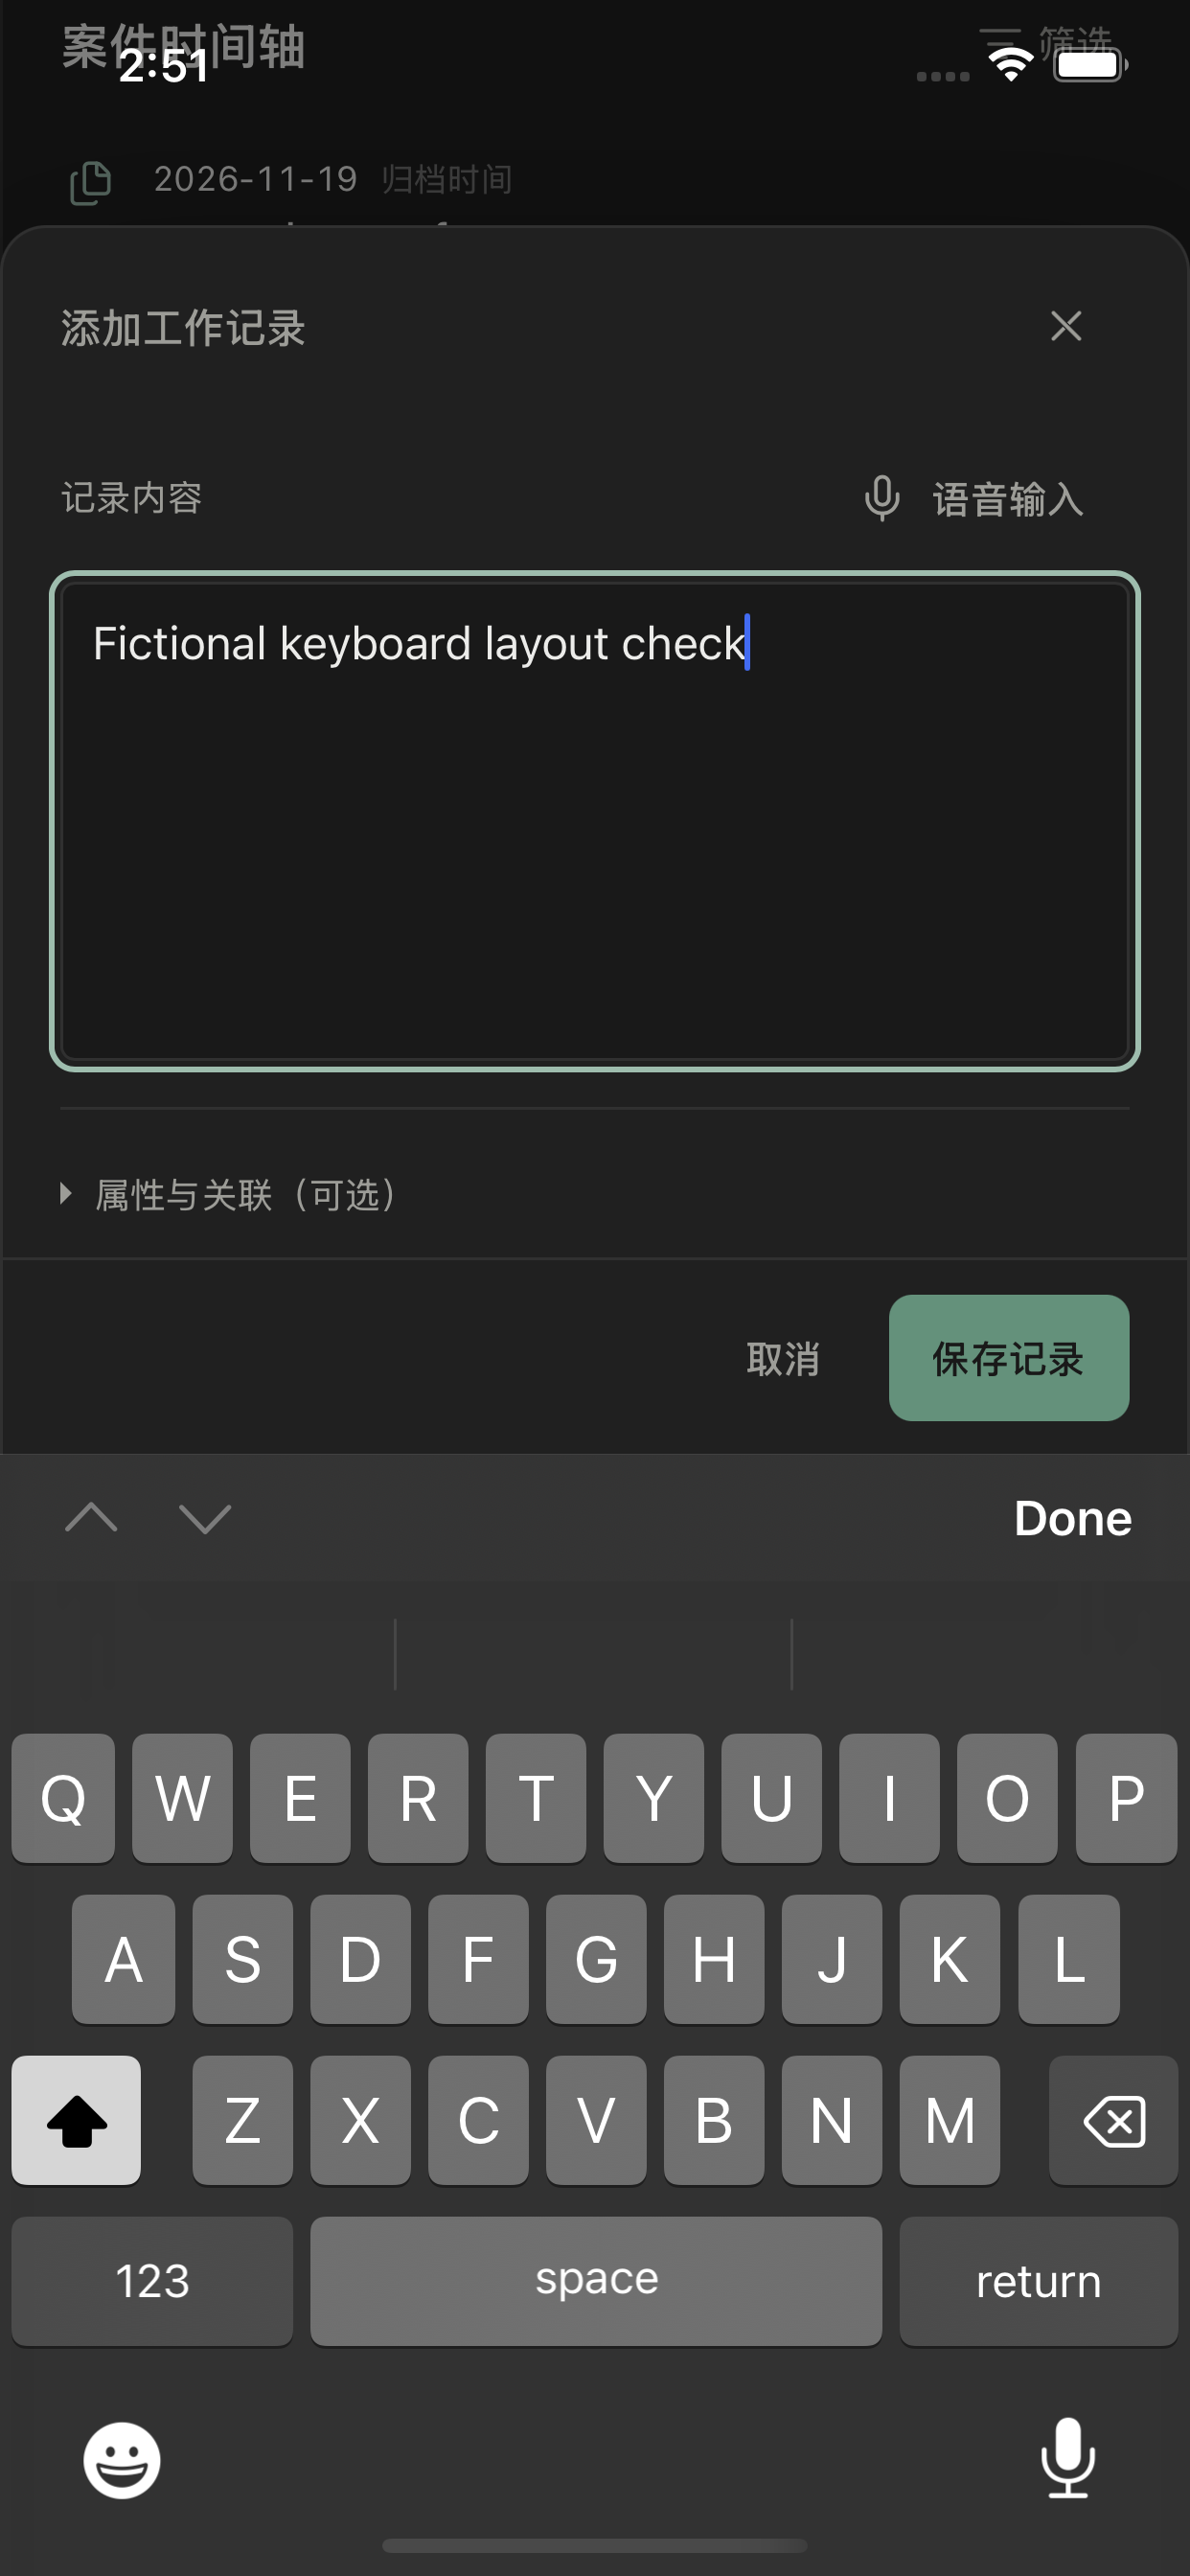 案件时间轴
筛选
2:51
2026-11-19 归档时间
添加工作记录
记录内容
语音输入
Fictional keyboard layout check
属性与关联（可选）
取消
保存记录
Done
Q W E R T Y U I O P
A S D F G H J K L
Z X C V B N M
123
space
return